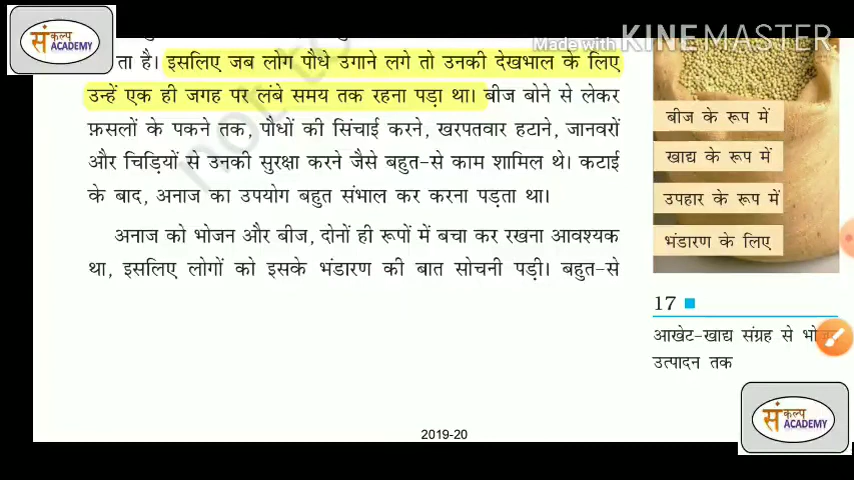 संकल्प
ACADEMY
Made with KINEMASTER
ता है। इसलिए जब लोग पौधे उगाने लगे तो उनकी देखभाल के लिए
उन्हें एक ही जगह पर लंबे समय तक रहना पड़ा था। बीज बोने से लेकर
फ़सलों के पकने तक, पौधों की सिंचाई करने, खरपतवार हटाने, जानवरों
और चिड़ियों से उनकी सुरक्षा करने जैसे बहुत-से काम शामिल थे। कटाई
के बाद, अनाज का उपयोग बहुत संभाल कर करना पड़ता था।
अनाज को भोजन और बीज, दोनों ही रूपों में बचा कर रखना आवश्यक
था, इसलिए लोगों को इसके भंडारण की बात सोचनी पड़ी। बहुत-से
बीज के रूप में
खाद्य के रूप में
उपहार के रूप में
भंडारण के लिए
17
आखेट-खाद्य संग्रह से
उत्पादन तक
संकल्प
ACADEMY
2019-20